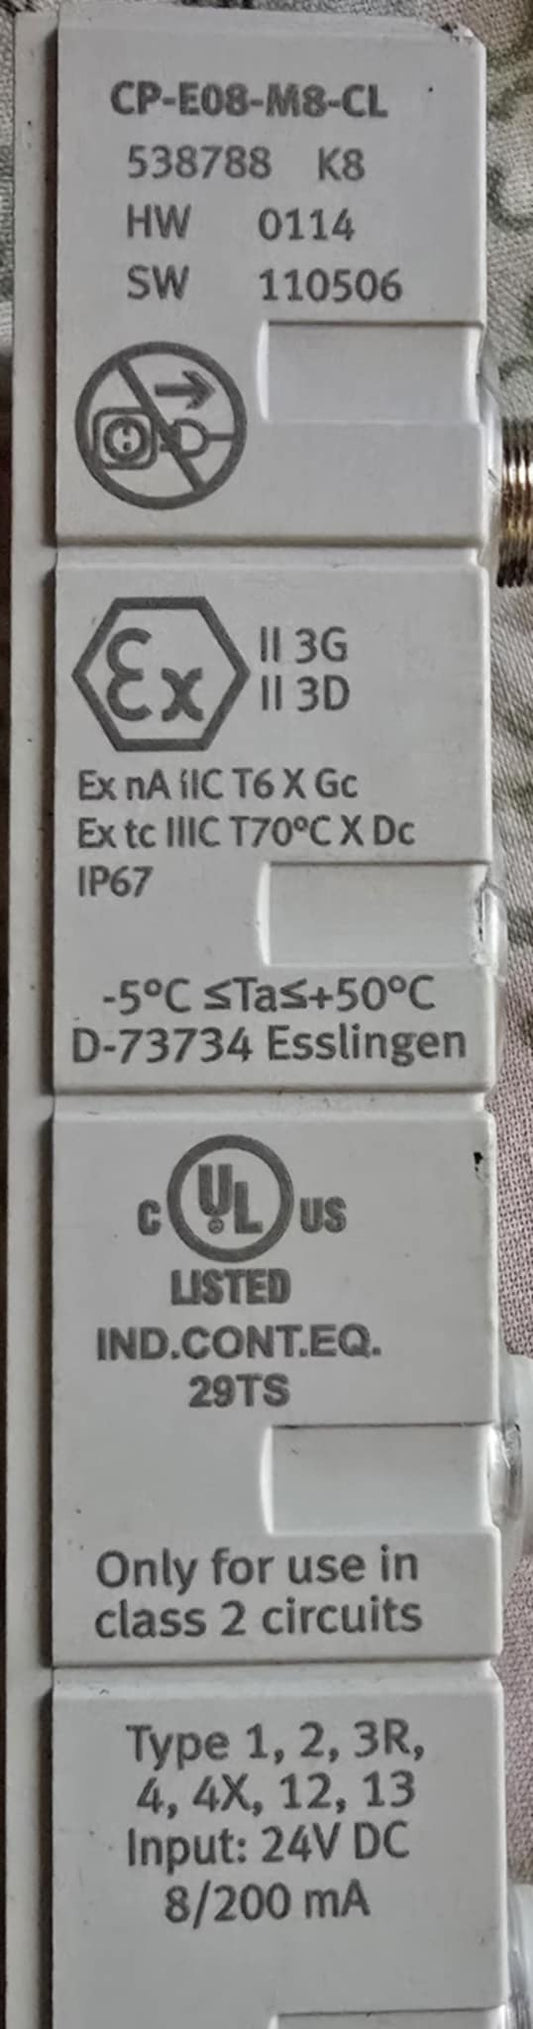 CP-E08-M8-CL
538788 K8
HW 0114
SW 110506
Ex II 3G
II 3D
Ex nA IIC T6 X Gc
Ex tc IIIC T70°C X Dc
IP67
-5°C ≤Ta≤+50°C
D-73734 Esslingen
C UL US
LISTED
IND.CONT.EQ.
29TS
Only for use in
class 2 circuits
Type 1, 2, 3R,
4, 4X, 12, 13
Input: 24V DC
8/200 mA